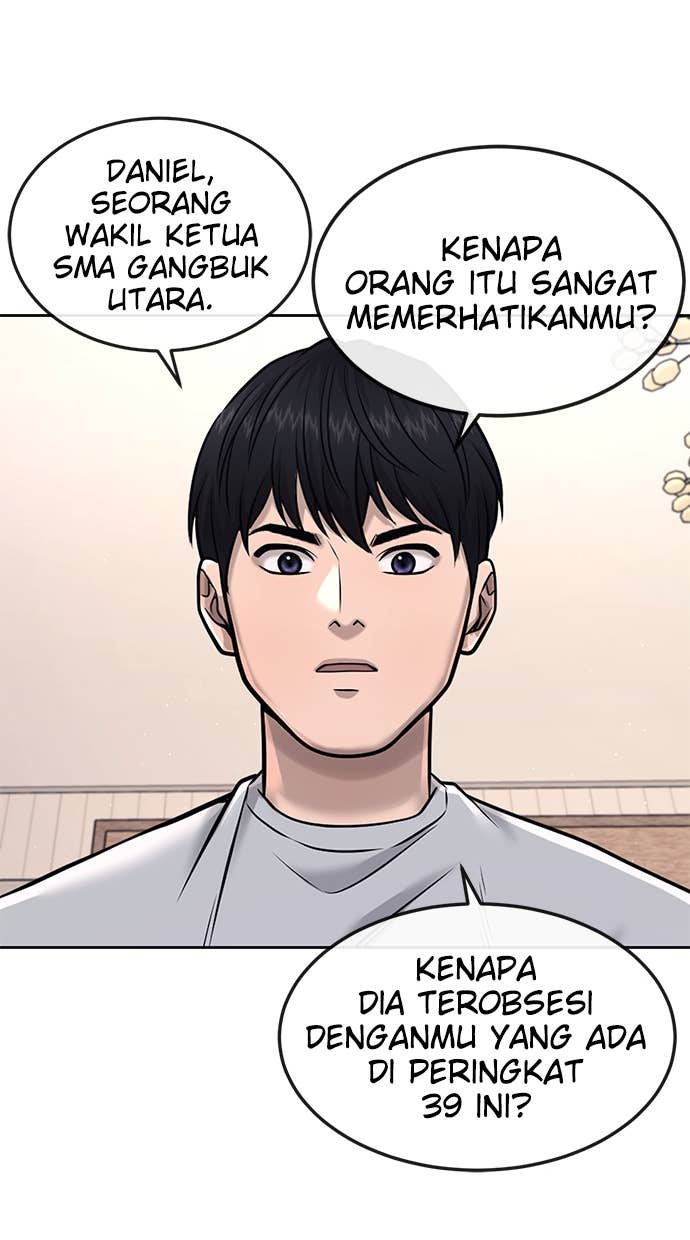 DANIEL,
SEORANG
WAKIL KETUA
SMA GANGBUK
UTARA.
KENAPA
ORANG ITU SANGAT
MEMERHATIKANMU?
KENAPA
DIA TEROBSESI
DENGANMU YANG ADA
DI PERINGKAT
39 INI?